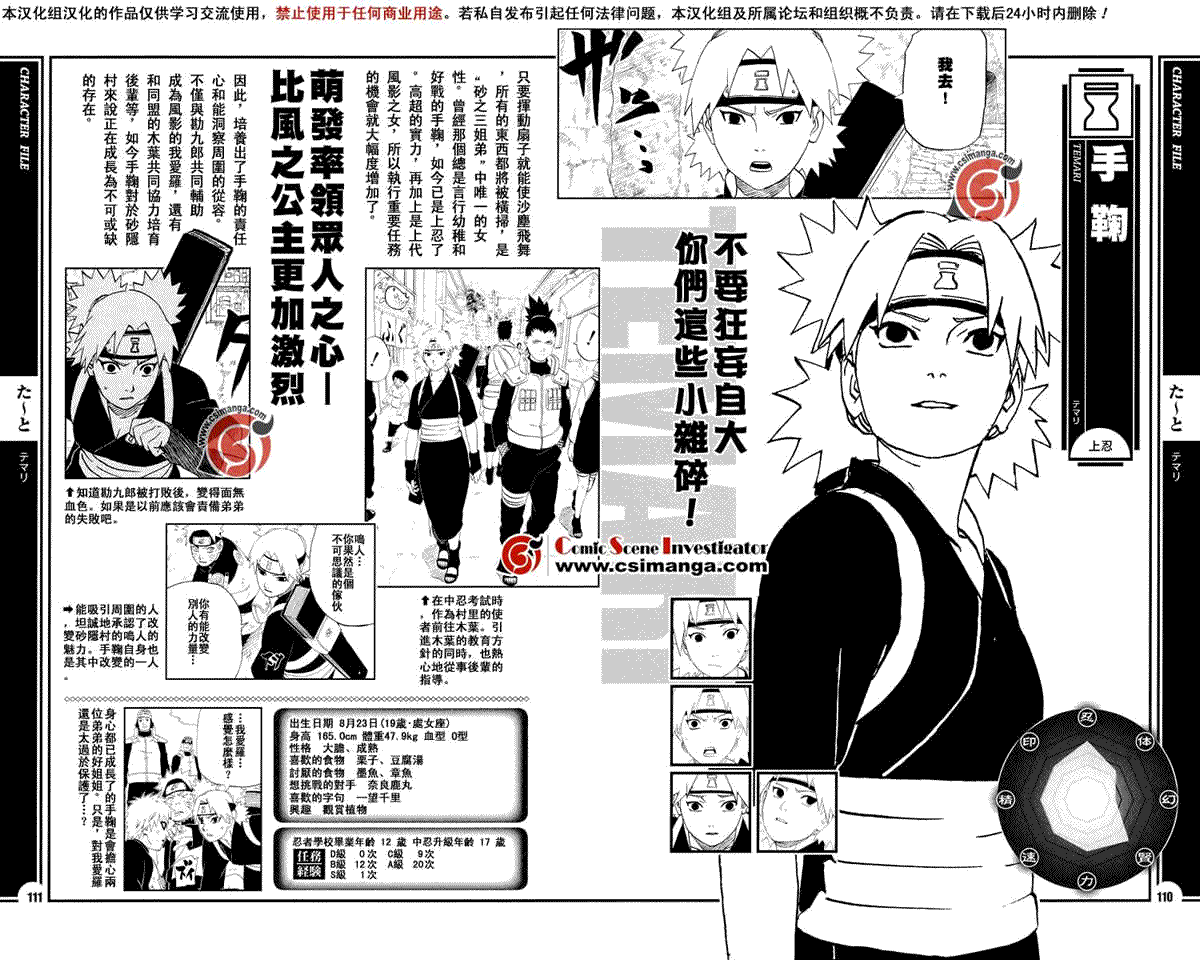 本汉化组汉化的作品仅供学习交流使用，禁止使用于任何商业用途。若私自发布引起任何法律问题，本汉化组及所属论坛和组织概不负责。请在下载后24小时内删除！
CHARACTER FILE
た～と
テマリ
110
手鞠
TEMARI
テマリ
上忍
我去！
www.csimanga.com
不要狂妄自大
你們這些小雜碎！
TEMARI
忍
体
幻
賢
力
速
精
印
只要揮動扇子就能使沙塵飛舞
，所有的東西都將被橫掃，是
“砂之三姐弟”中唯一的女
性。曾經那個總是言行幼稚和
好戰的手鞠，如今已是上忍了
。高超的實力，再加上是上代
風影之女，所以執行重要任務
的機會就大幅度增加了。
萌發率領眾人之心—
比風之公主更加激烈
因此，培養出了手鞠的責任
心和能洞察周圍的從容。
不僅與勘九郎共同輔助
成為風影的我愛羅，還有
和同盟的木葉共同協力培育
後輩等，如今手鞠對於砂隱
村來說正在成長為不可或缺
的存在。
www.csimanga.com
Comic Scene Investigator
www.csimanga.com
⬆在中忍考試時
，作為村里的使
者前往木葉。引
進木葉的教育方
針的同時，也熱
心地從事後輩的
指導。
⬆知道勘九郎被打敗後，變得面無
血色。如果是以前應該會責備弟弟
的失敗吧。
鳴人…
你果然是個
不可思議的傢伙
你有能改變
別人的力量…
➡能吸引周圍的人
，坦誠地承認了改
變砂隱村的鳴人的
魅力。手鞠自身也
是其中改變的一人
。
出生日期 8月23日(19歲·處女座)
身高 165.0cm 體重47.9kg 血型 O型
性格 大膽、成熟
喜歡的食物 栗子、豆腐湯
討厭的食物 墨魚、章魚
想挑戰的對手 奈良鹿丸
喜歡的字句 一望千里
興趣 觀賞植物
忍者學校畢業年齡 12 歲 中忍升級年齡 17 歲
任務經驗
D級 0次 C級 9次
B級 12次 A級 20次
S級 1次
…我愛羅…
感覺怎麼樣？
身心都已成長了的手鞠是會擔心兩
位弟弟的好姐姐。只是，對我愛羅
還是太過於保護了…？
CHARACTER FILE
た～と
テマリ
111